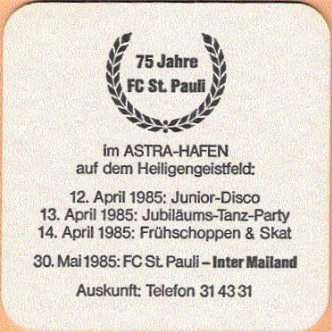 75 Jahre
FC St. Pauli
im ASTRA-HAFEN
auf dem Heiligengeistfeld:
12. April 1985: Junior-Disco
13. April 1985: Jubiläums-Tanz-Party
14. April 1985: Frühschoppen & Skat
30. Mai 1985: FC St. Pauli – Inter Mailand
Auskunft: Telefon 31 43 31